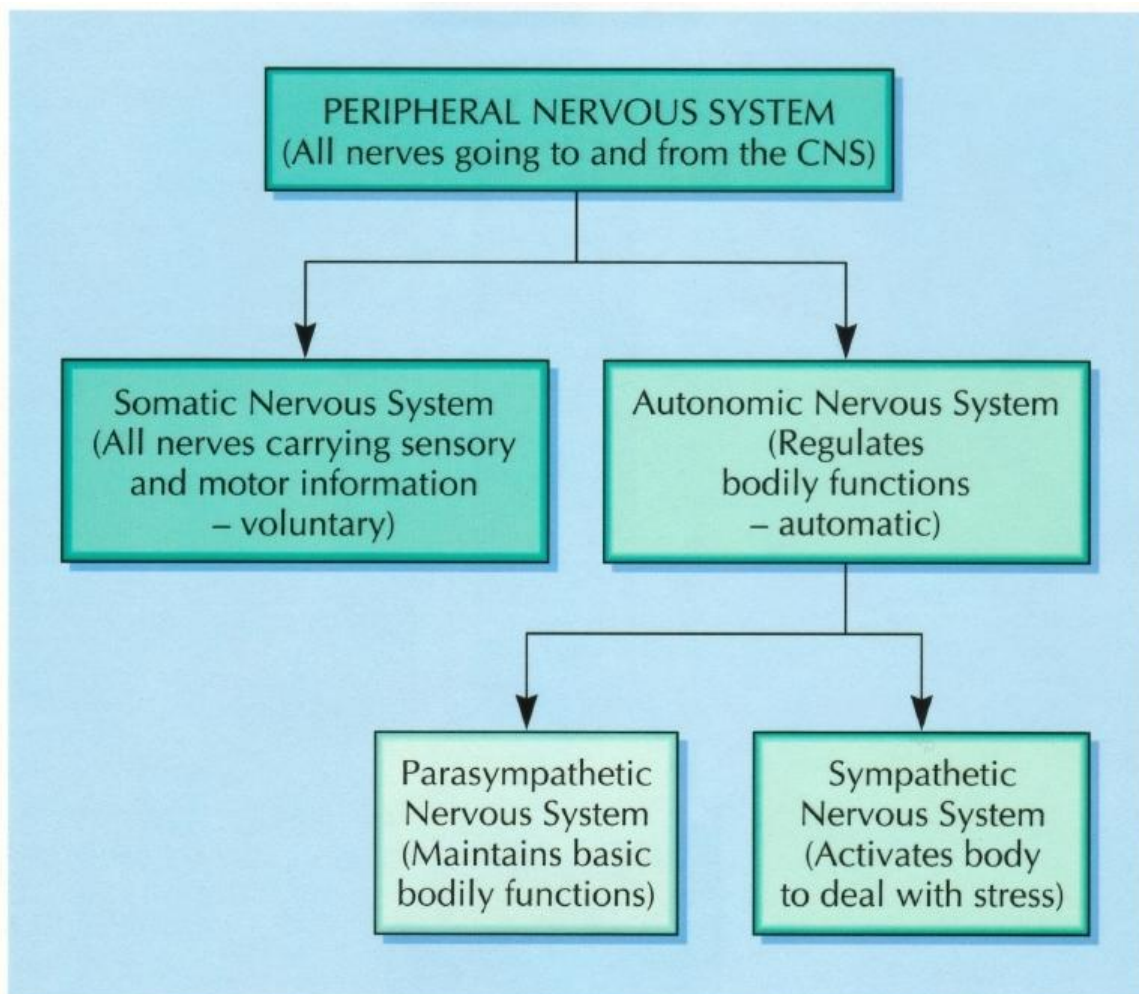 PERIPHERAL NERVOUS SYSTEM
(All nerves going to and from the CNS)
Somatic Nervous System
(All nerves carrying sensory
and motor information
– voluntary)
Autonomic Nervous System
(Regulates
bodily functions
– automatic)
Parasympathetic
Nervous System
(Maintains basic
bodily functions)
Sympathetic
Nervous System
(Activates body
to deal with stress)